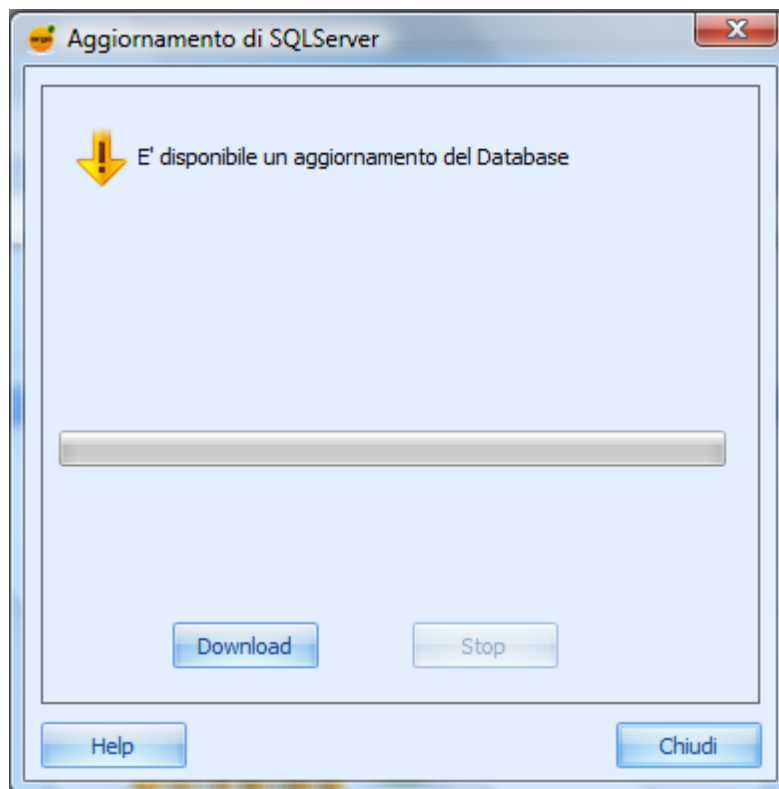 Aggiornamento di SQLServer
E' disponibile un aggiornamento del Database
Download
Stop
Help
Chiudi